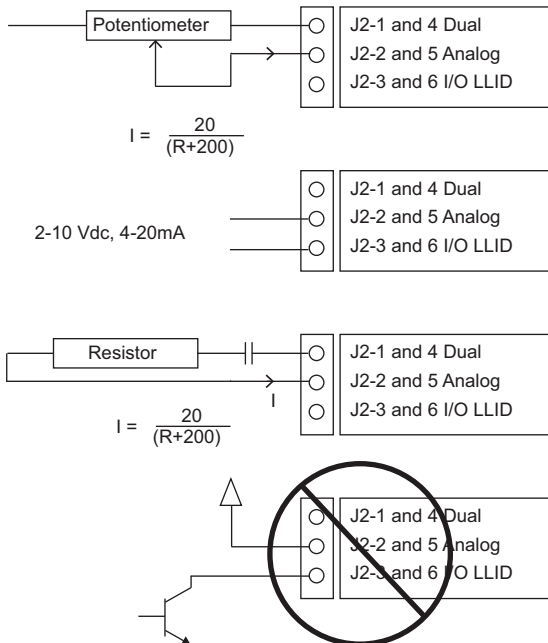 Potentiometer
J2-1 and 4 Dual
J2-2 and 5 Analog
J2-3 and 6 I/O LLID
I = 20
(R+200)
2-10 Vdc, 4-20mA
J2-1 and 4 Dual
J2-2 and 5 Analog
J2-3 and 6 I/O LLID
Resistor
I
J2-1 and 4 Dual
J2-2 and 5 Analog
J2-3 and 6 I/O LLID
I = 20
(R+200)
J2-1 and 4 Dual
J2-2 and 5 Analog
J2-3 and 6 I/O LLID